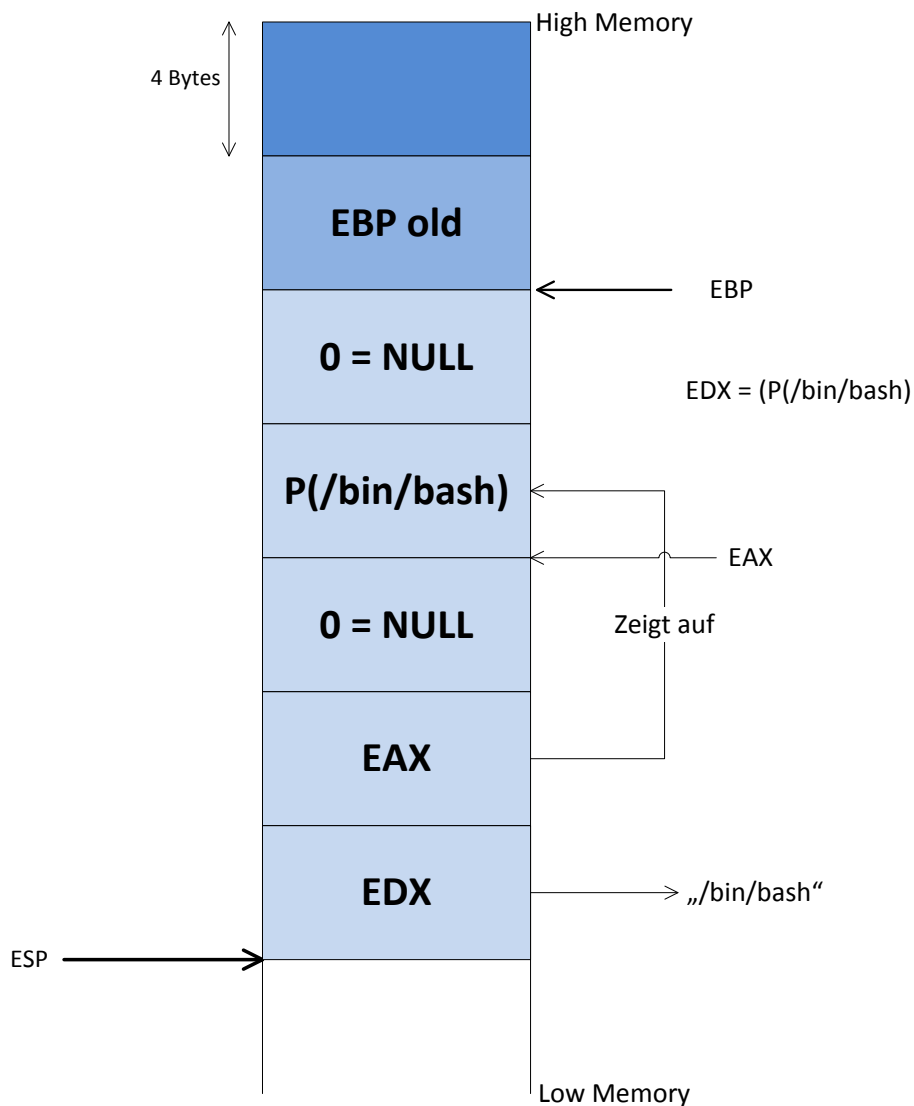 High Memory
4 Bytes
EBP old
EBP
0 = NULL
EDX = (P(/bin/bash)
P(/bin/bash)
EAX
0 = NULL
Zeigt auf
EAX
EDX
„/bin/bash“
ESP
Low Memory